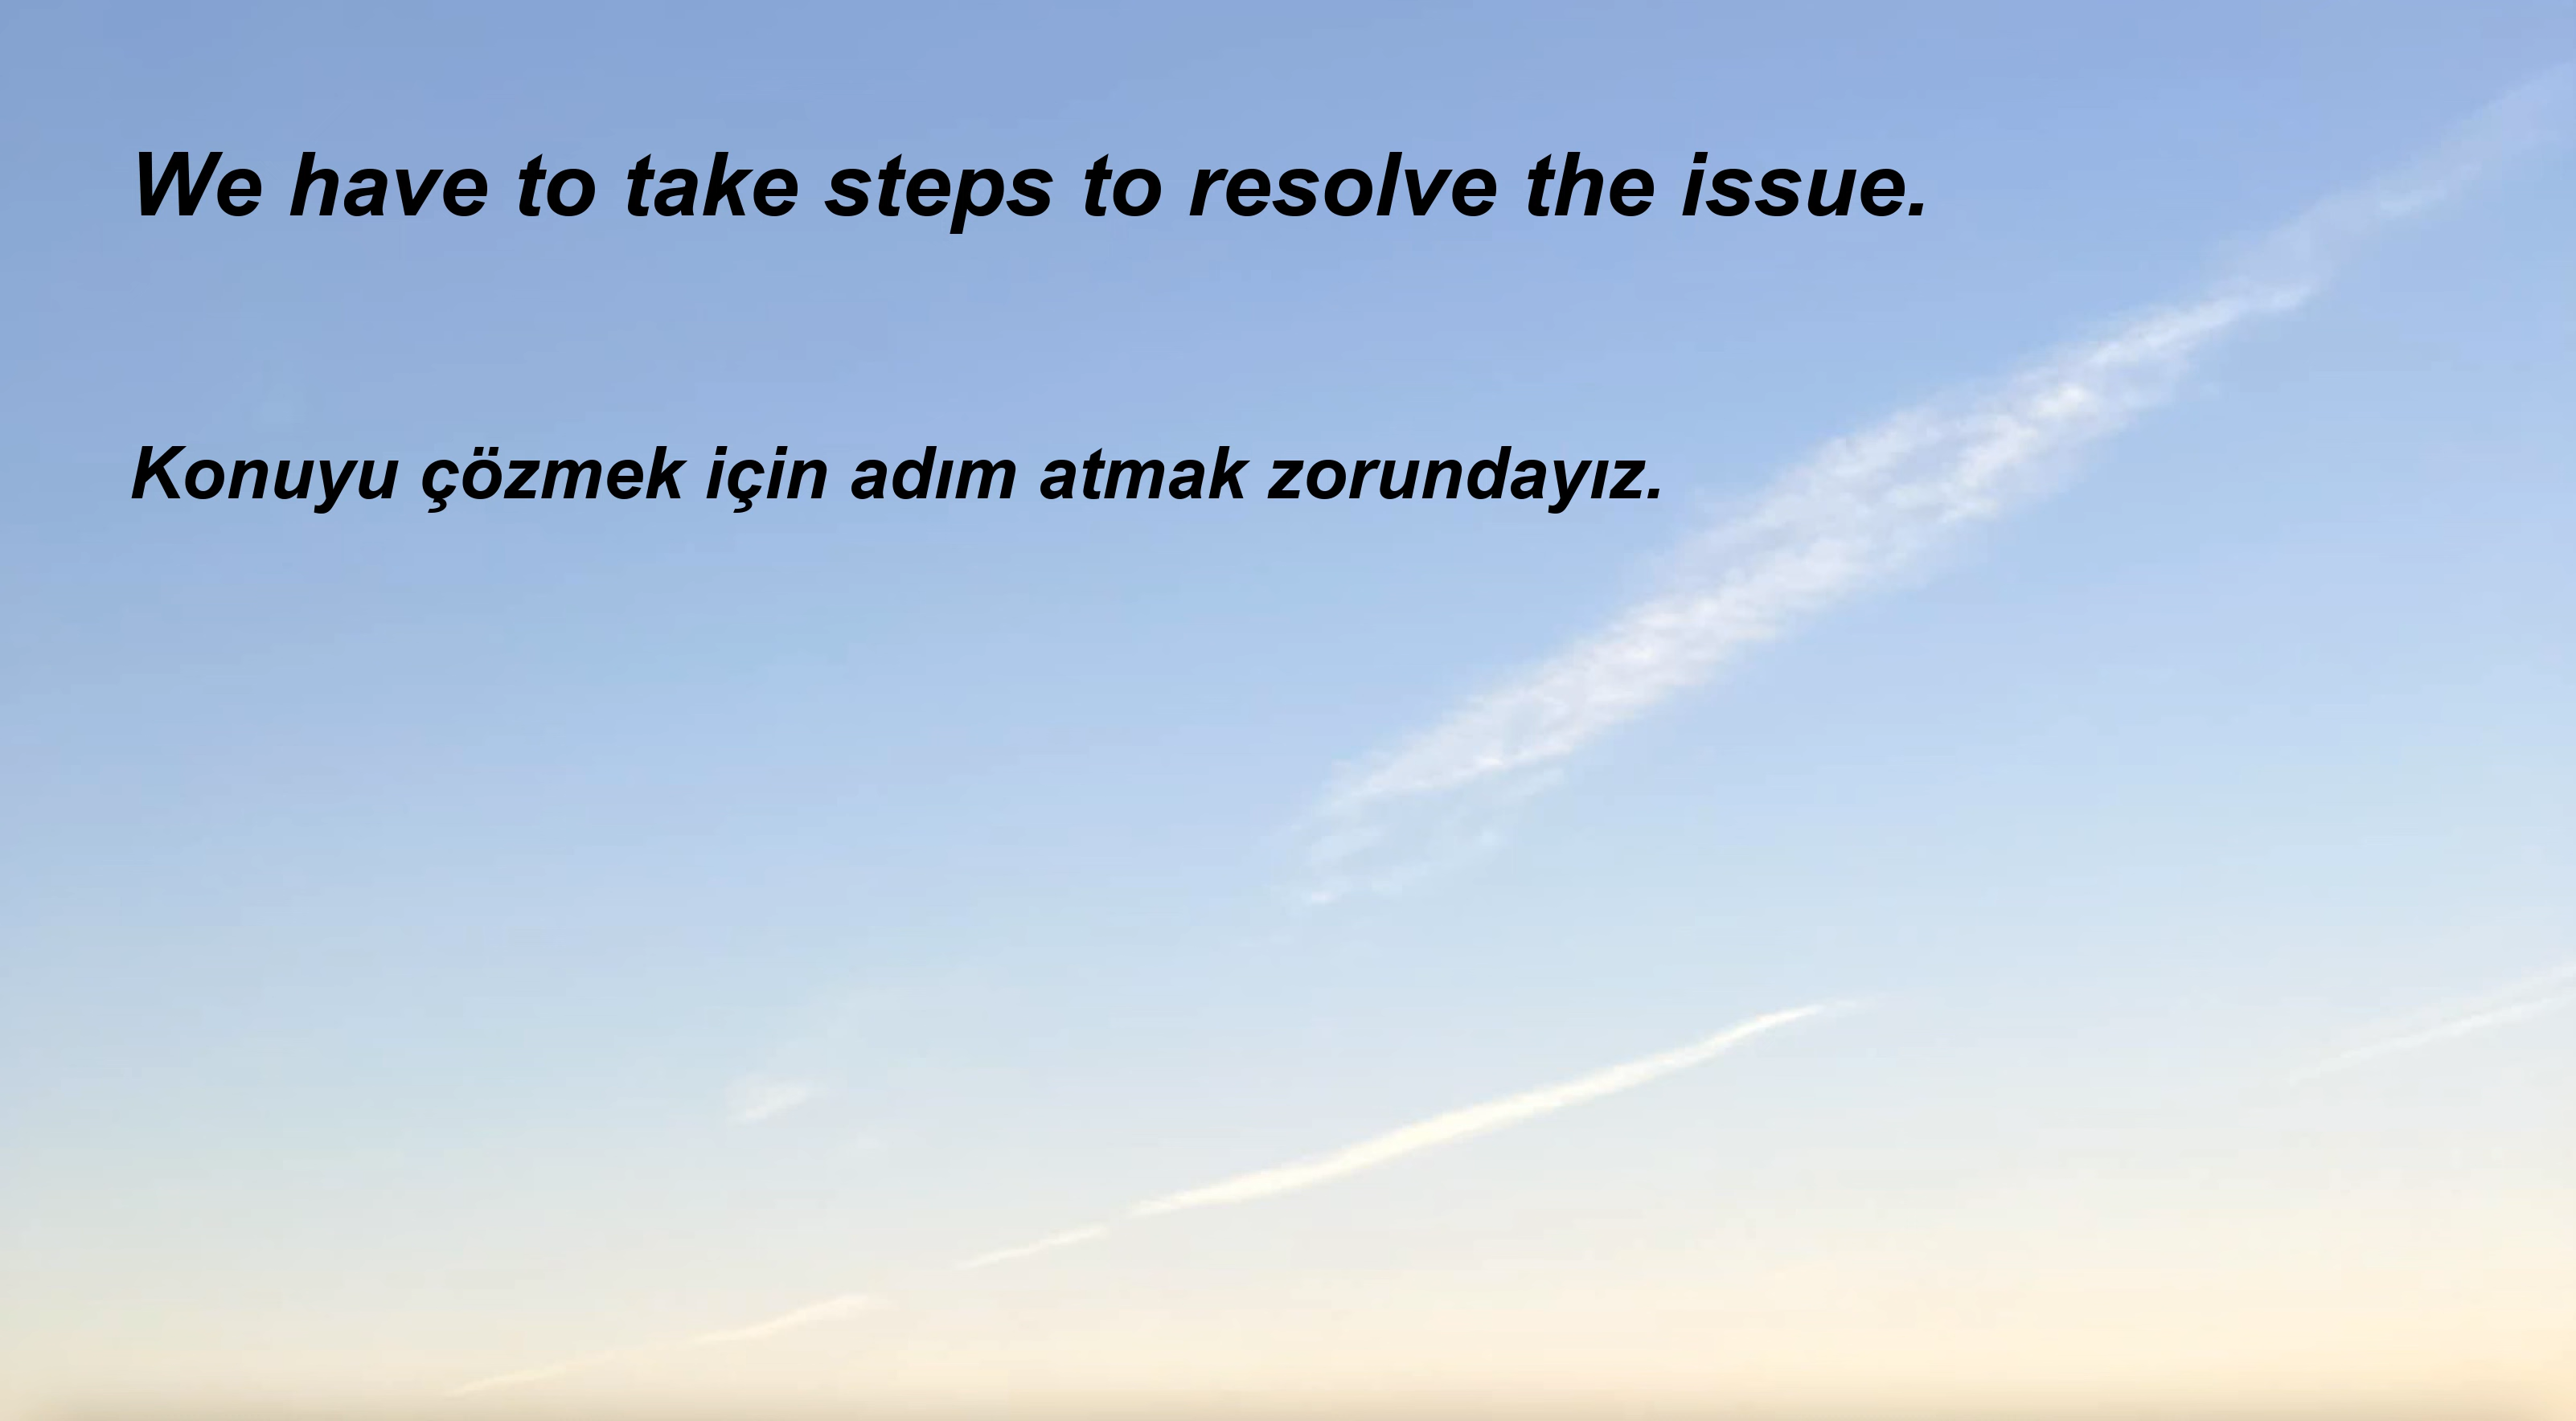 We have to take steps to resolve the issue.
Konuyu çözmek için adım atmak zorundayız.